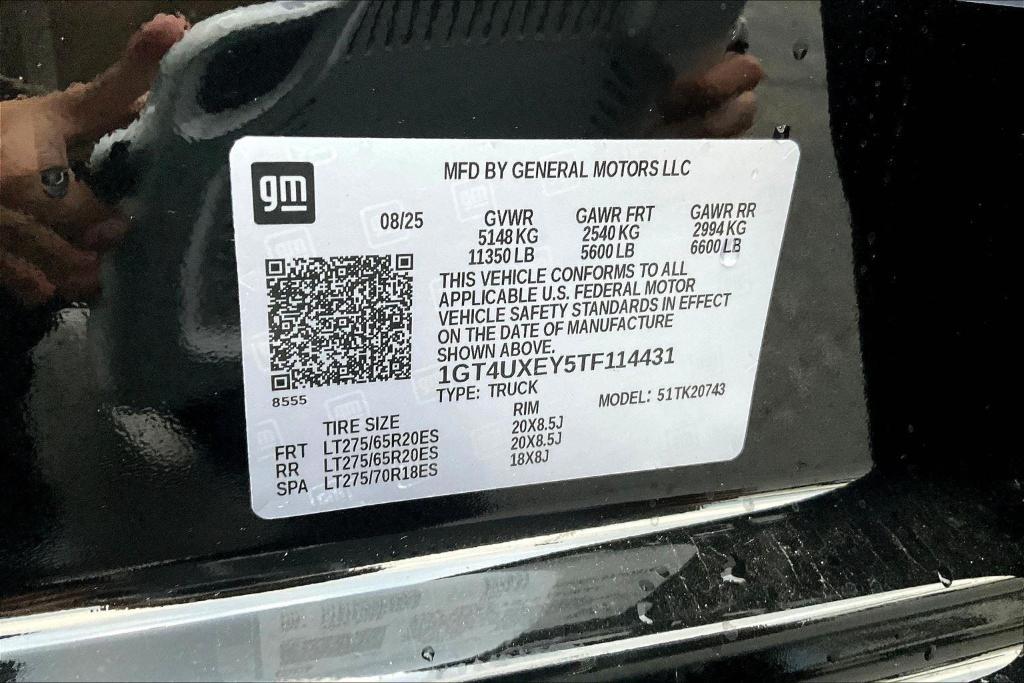 gm
MFD BY GENERAL MOTORS LLC
08/25
GVWR
5148 KG
11350 LB
GAWR FRT
2540 KG
5600 LB
GAWR RR
2994 KG
6600 LB
THIS VEHICLE CONFORMS TO ALL
APPLICABLE U.S. FEDERAL MOTOR
VEHICLE SAFETY STANDARDS IN EFFECT
ON THE DATE OF MANUFACTURE
SHOWN ABOVE.
1GT4UXEY5TF114431
TYPE: TRUCK
MODEL: 51TK20743
8555
TIRE SIZE RIM
FRT LT275/65R20ES 20X8.5J
RR LT275/65R20ES 20X8.5J
SPA LT275/70R18ES 18X8J